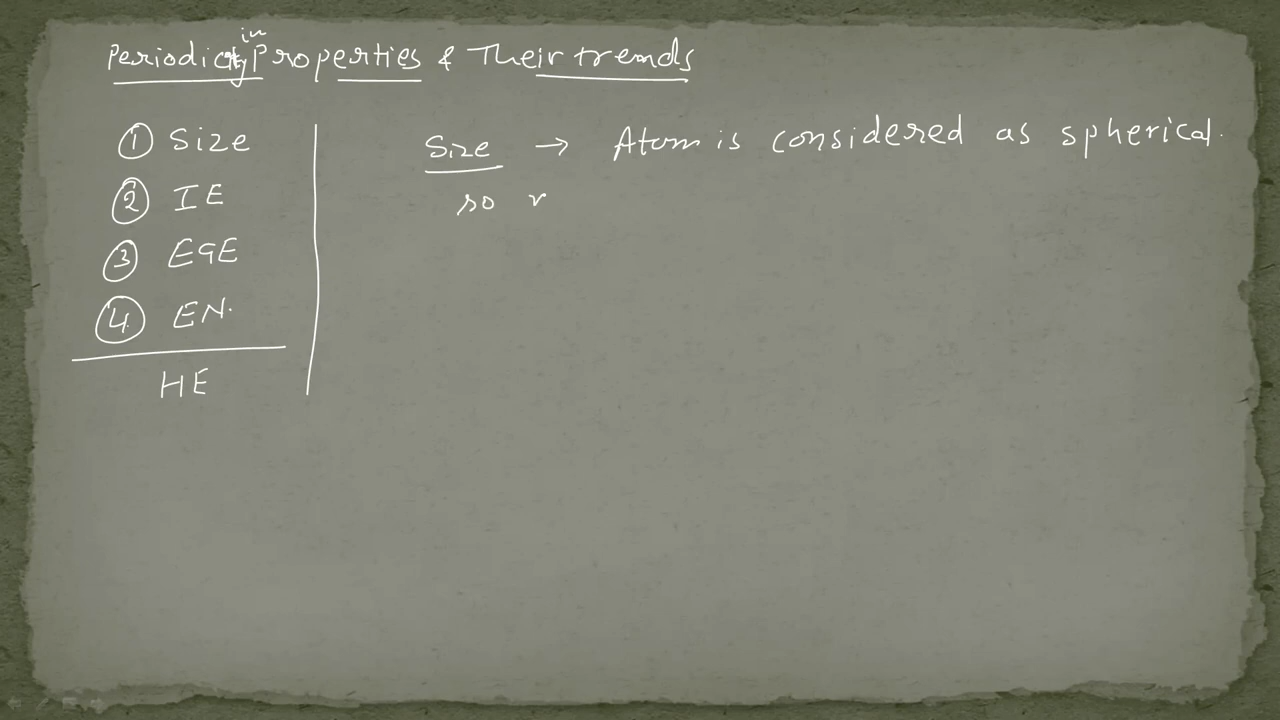 Periodicity in Properties & Their trends
① Size
② IE
③ EGE
④ EN.
HE
Size → Atom is considered as spherical.
so r